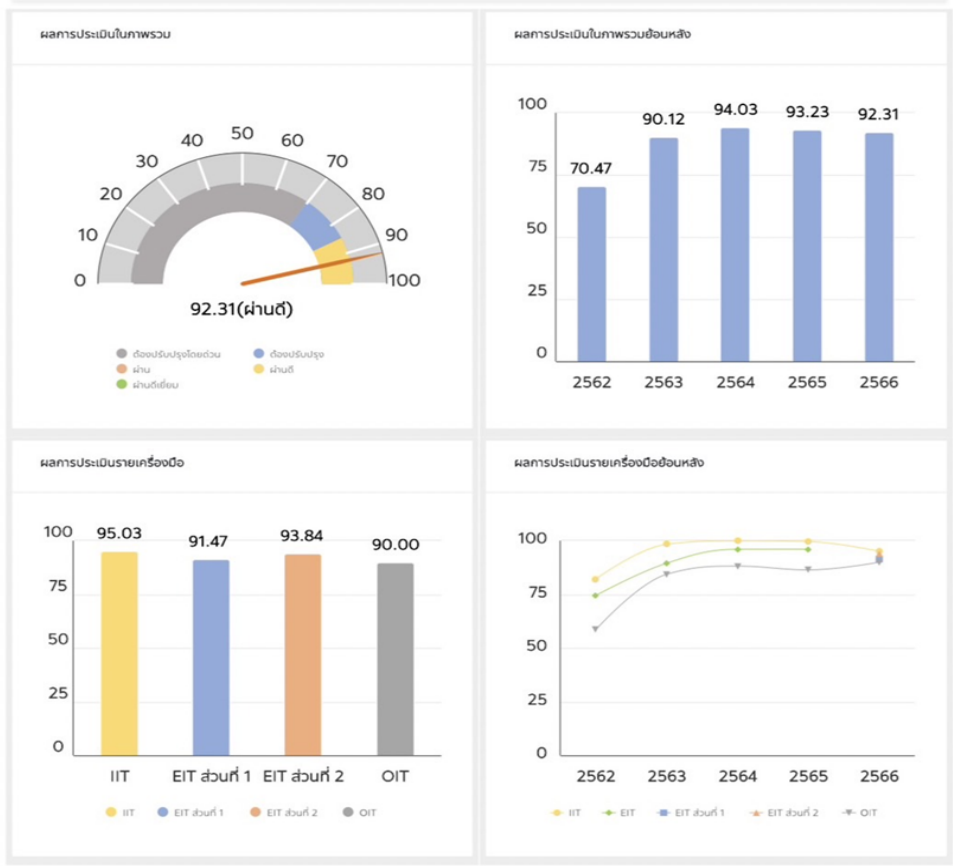 ผลการประเมินในภาพรวม
0
10
20
30
40
50
60
70
80
90
100
92.31(ผ่านดี)
ต้องปรับปรุงโดยด่วน ต้องปรับปรุง
ผ่าน ผ่านดี
ผ่านดีเยี่ยม
ผลการประเมินในภาพรวมย้อนหลัง
100
75
50
25
0
70.47 90.12 94.03 93.23 92.31
2562 2563 2564 2565 2566
ผลการประเมินรายเครื่องมือ
100
75
50
25
0
95.03 91.47 93.84 90.00
IIT EIT ส่วนที่ 1 EIT ส่วนที่ 2 OIT
IIT EIT ส่วนที่ 1 EIT ส่วนที่ 2 OIT
ผลการประเมินรายเครื่องมือย้อนหลัง
100
75
50
25
0
2562 2563 2564 2565 2566
IIT EIT EIT ส่วนที่ 1 EIT ส่วนที่ 2 OIT